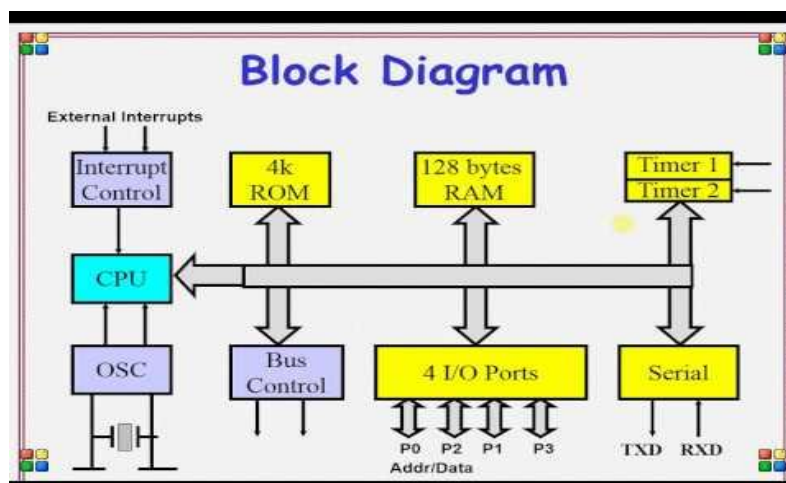 Block Diagram
External Interrupts
Interrupt
Control
4k
ROM
128 bytes
RAM
Timer 1
Timer 2
CPU
OSC
Bus
Control
4 I/O Ports
Serial
P0 P2 P1 P3
TXD RXD
Addr/Data